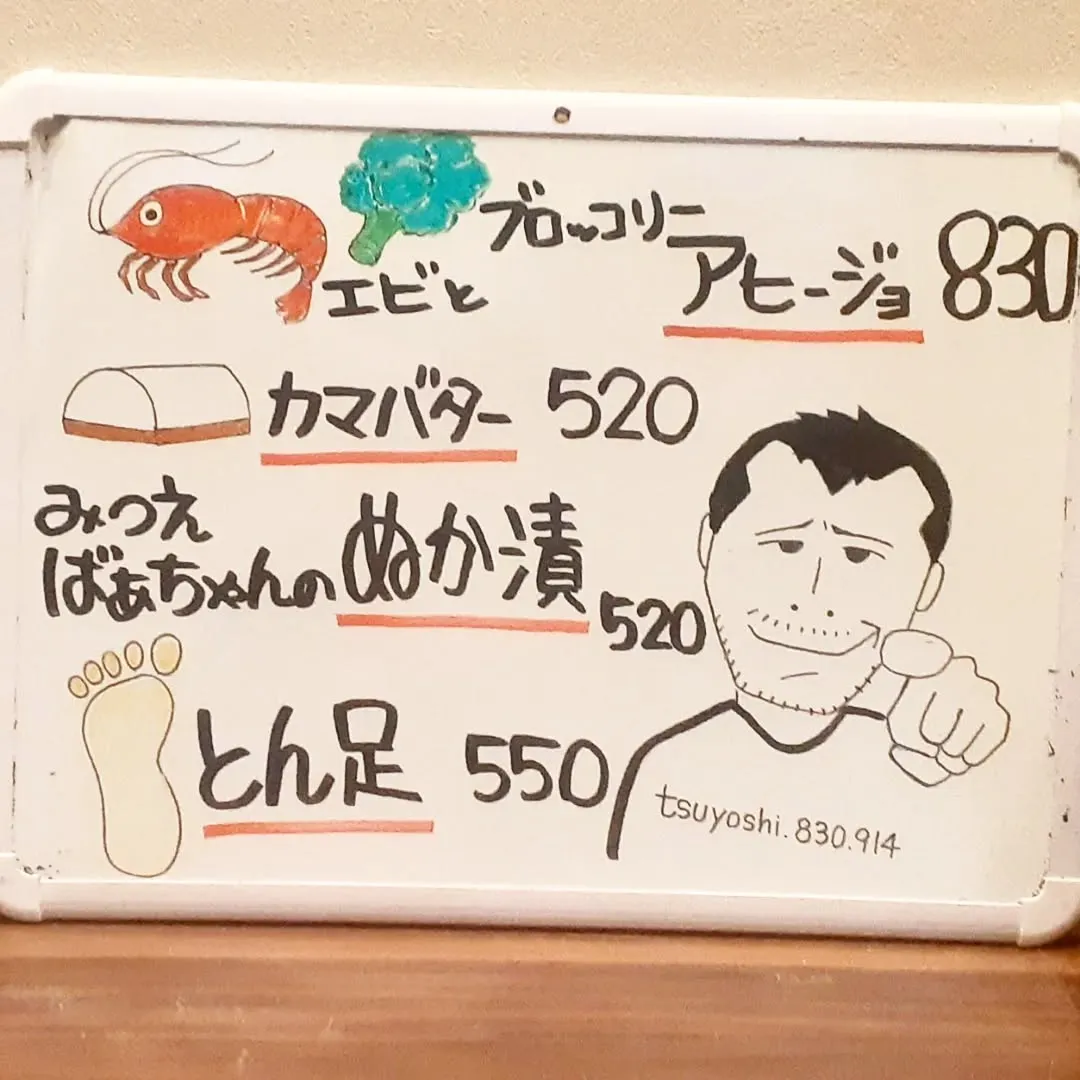 エビと ブロッコリー
アヒージョ 830
カマバター 520
みつえ
ばぁちゃんの ぬか漬 520
とん足 550
tsuyoshi.830.914